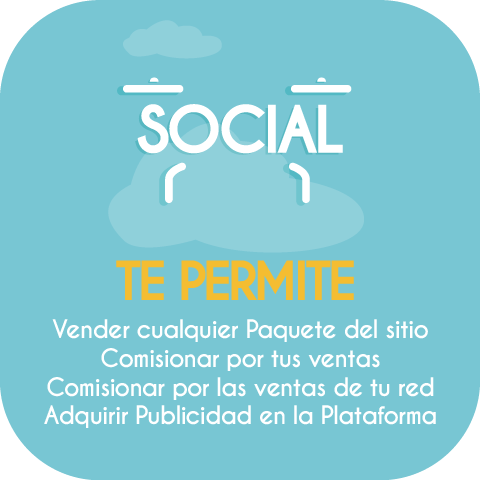 SOCIAL
TE PERMITE
Vender cualquier Paquete del sitio
Comisionar por tus ventas
Comisionar por las ventas de tu red
Adquirir Publicidad en la Plataforma